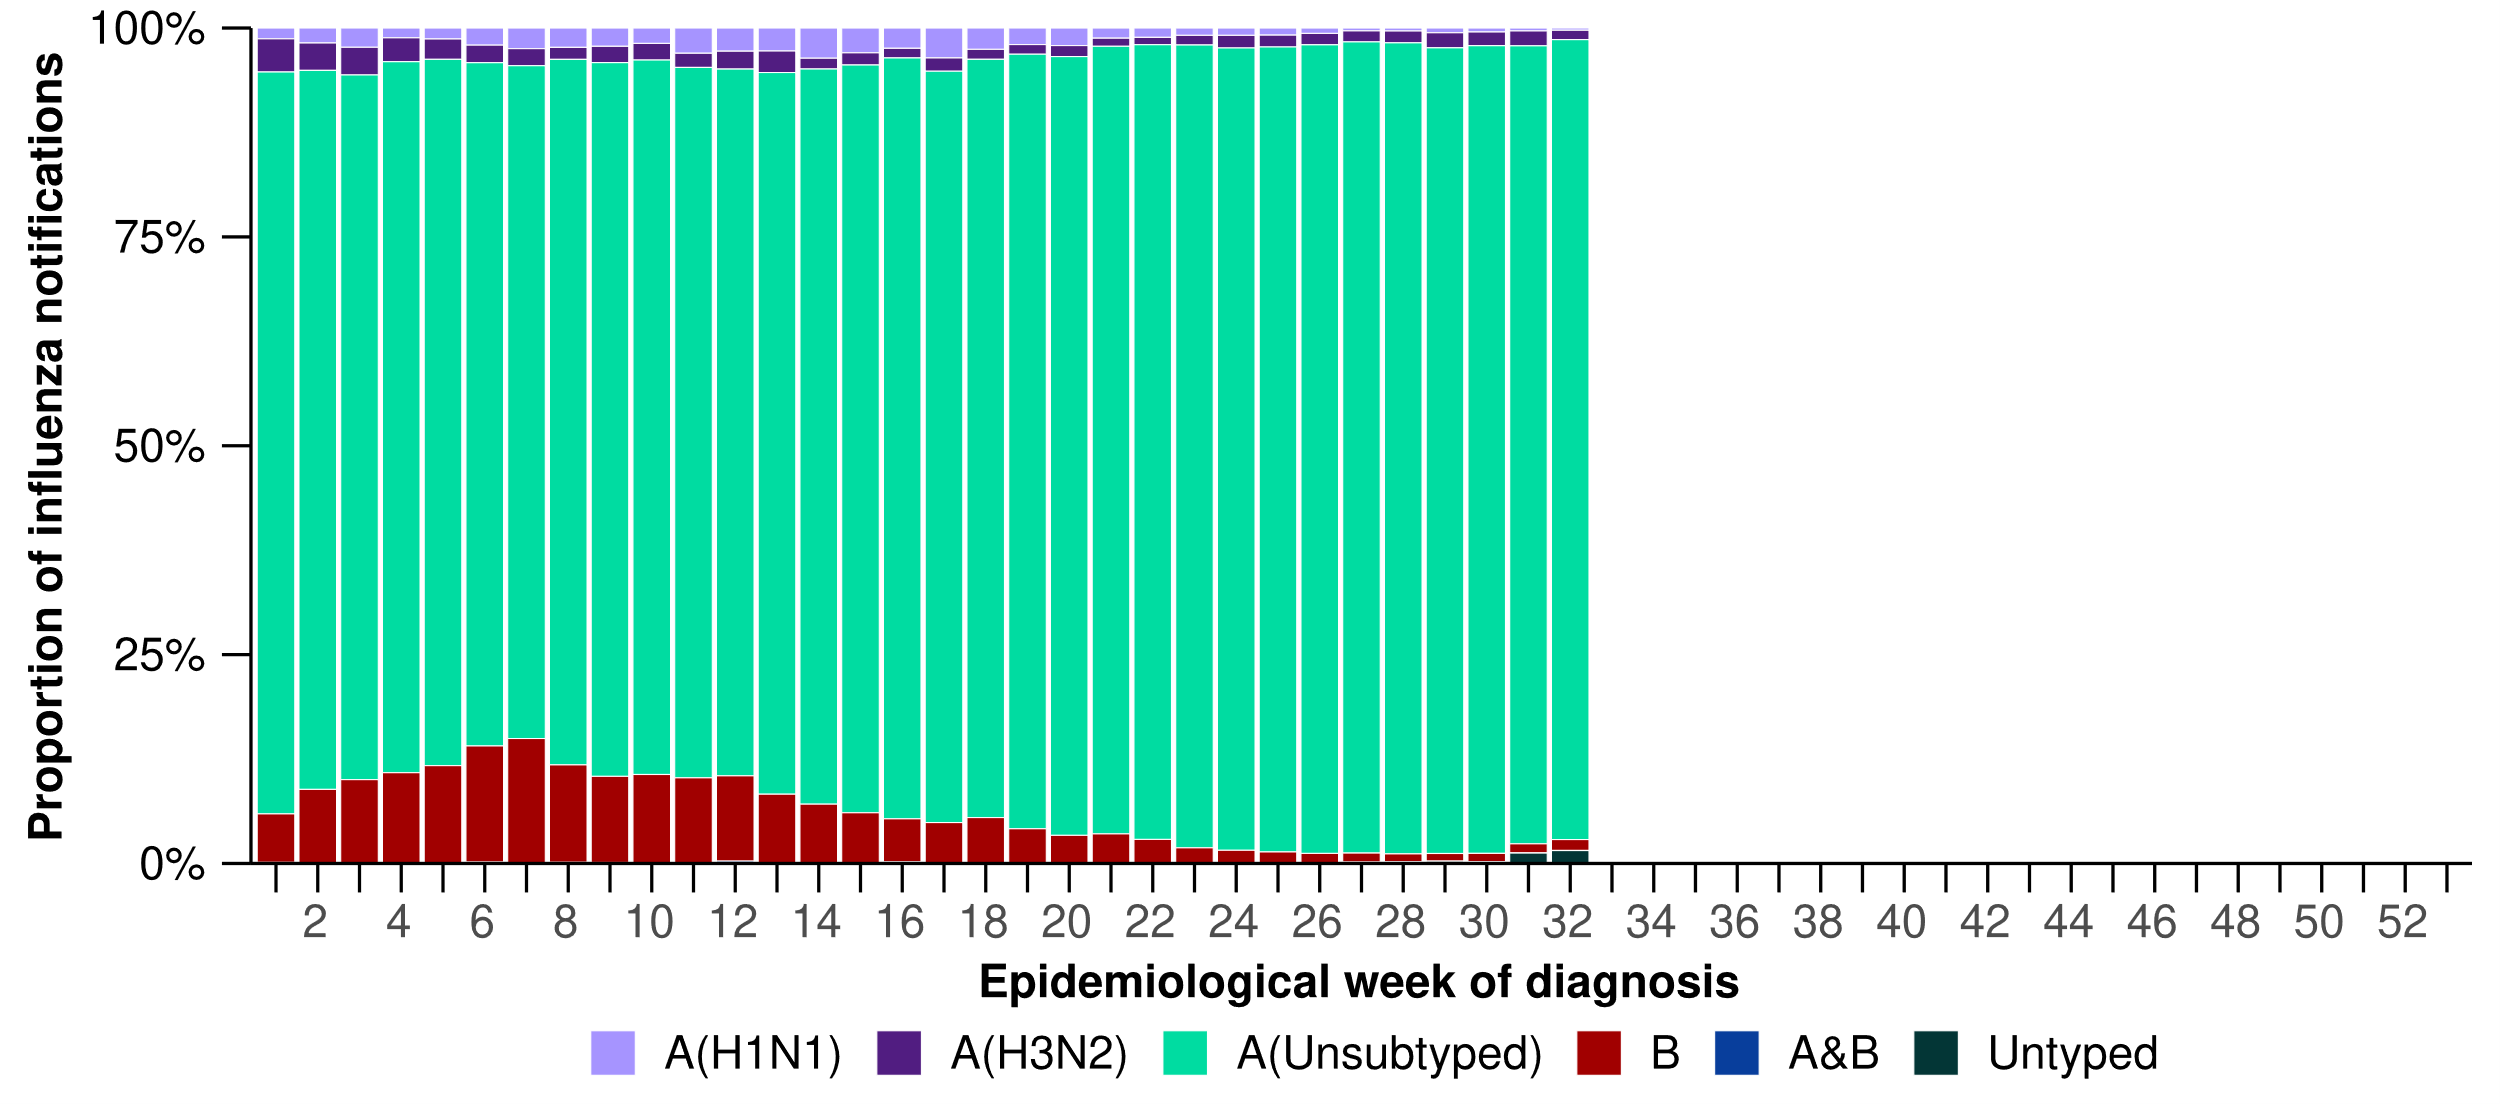 Proportion of influenza notifications
100%
75%
50%
25%
0%
2 4 6 8 10 12 14 16 18 20 22 24 26 28 30 32 34 36 38 40 42 44 46 48 50 52
Epidemiological week of diagnosis
A(H1N1) A(H3N2) A(Unsubtyped) B A&B Untyped